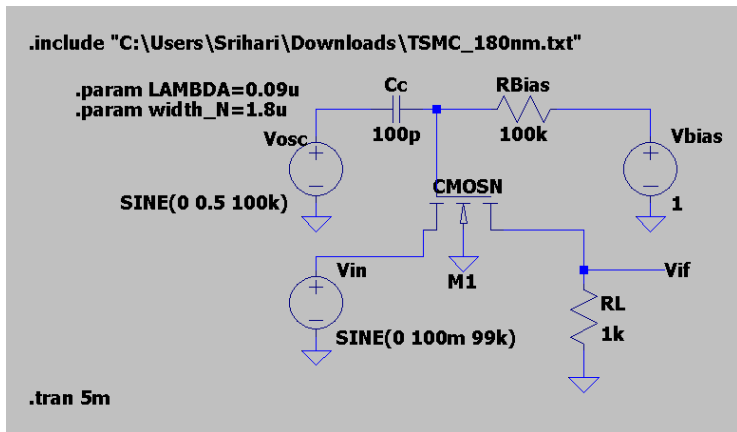 .include "C:\Users\Srihari\Downloads\TSMC_180nm.txt"
.param LAMBDA=0.09u
.param width_N=1.8u
Cc
100p
RBias
100k
Vosc
SINE(0 0.5 100k)
Vbias
1
CMOSN
M1
Vin
SINE(0 100m 99k)
Vif
RL
1k
.tran 5m